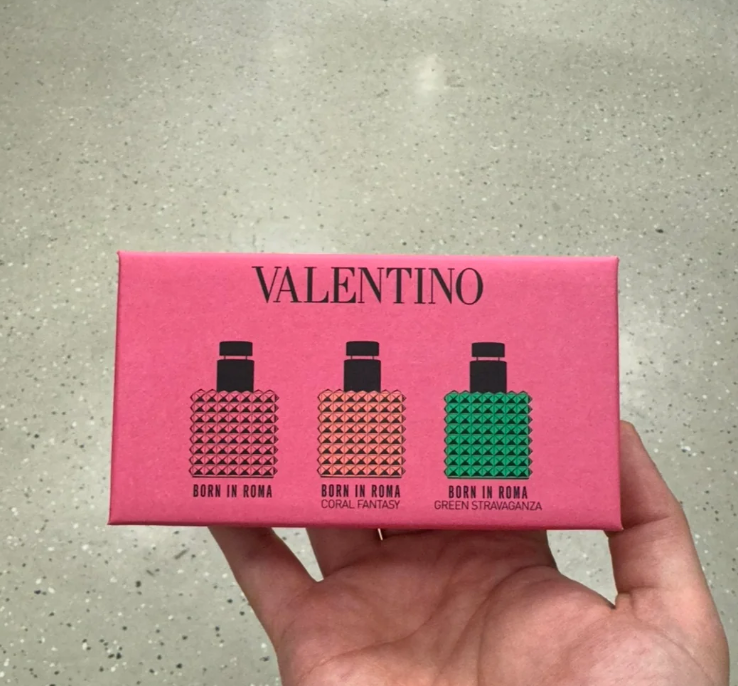 VALENTINO
BORN IN ROMA
BORN IN ROMA
CORAL FANTASY
BORN IN ROMA
GREEN STRAVAGANZA